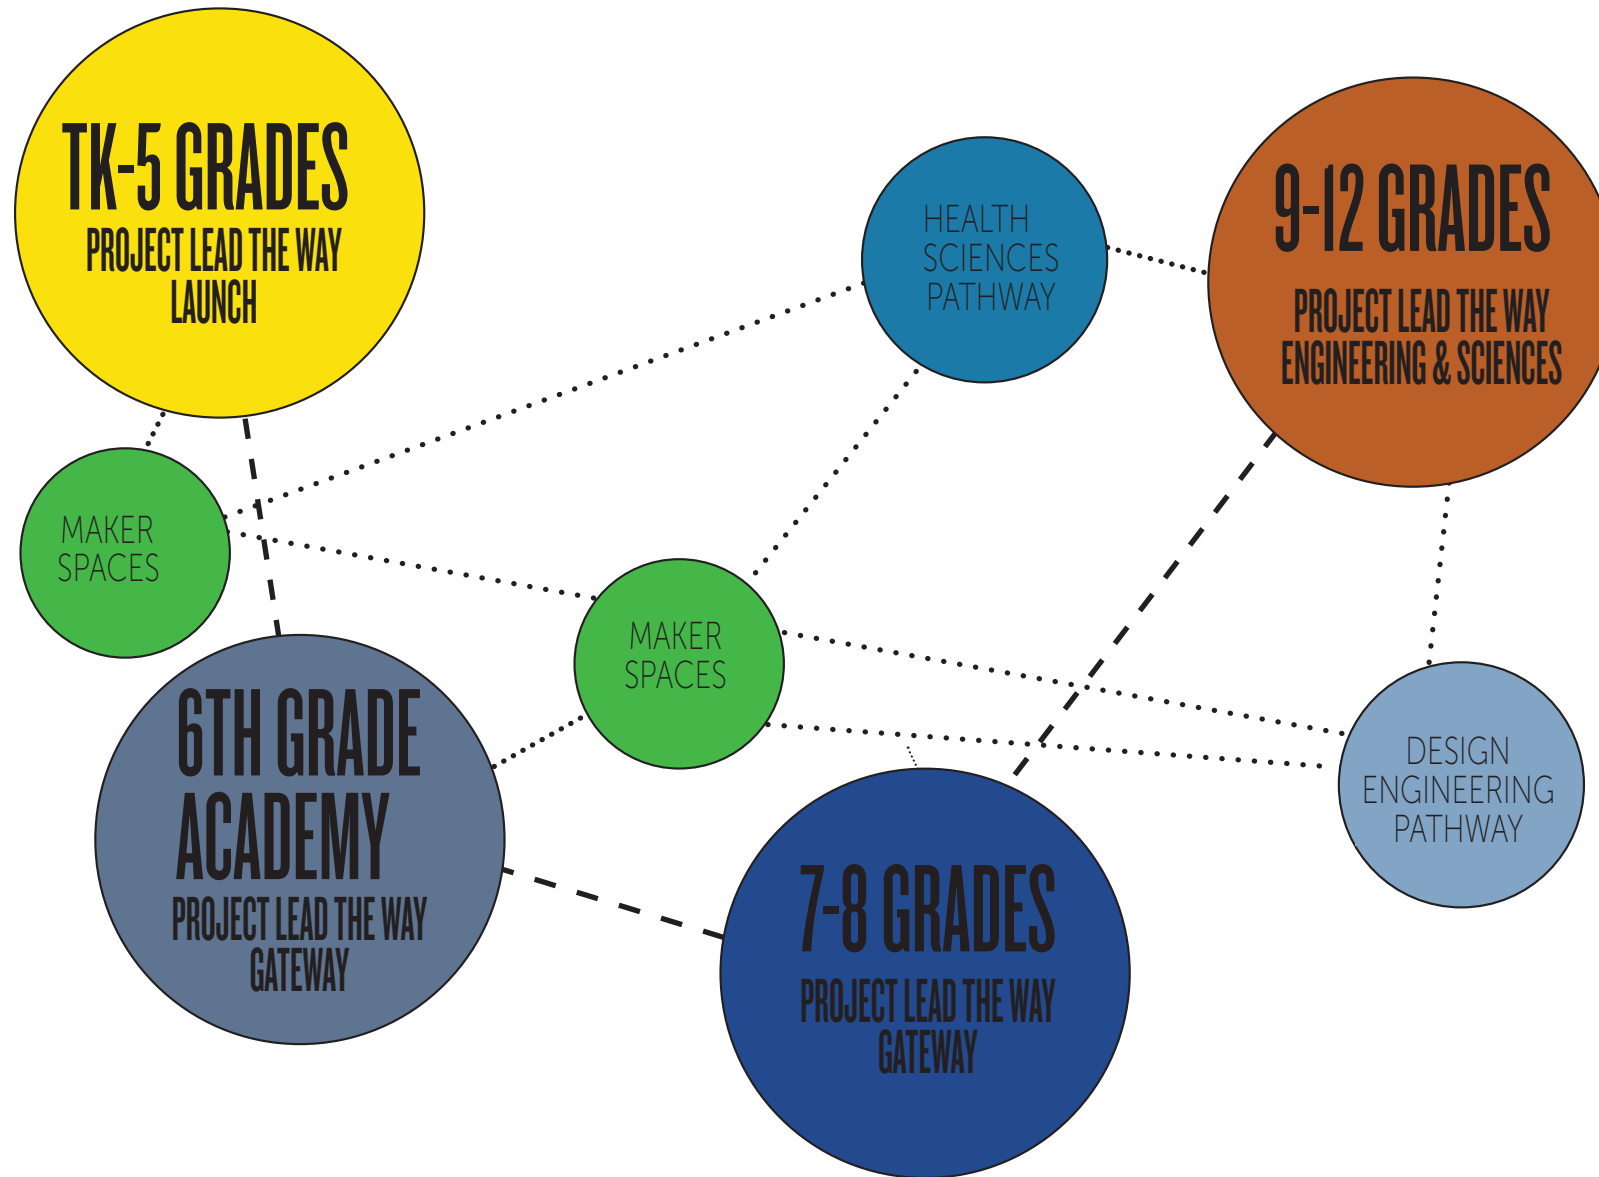 TK-5 GRADES
PROJECT LEAD THE WAY
LAUNCH
HEALTH
SCIENCES
PATHWAY
9-12 GRADES
PROJECT LEAD THE WAY
ENGINEERING & SCIENCES
MAKER
SPACES
MAKER
SPACES
6TH GRADE
ACADEMY
PROJECT LEAD THE WAY
GATEWAY
7-8 GRADES
PROJECT LEAD THE WAY
GATEWAY
DESIGN
ENGINEERING
PATHWAY